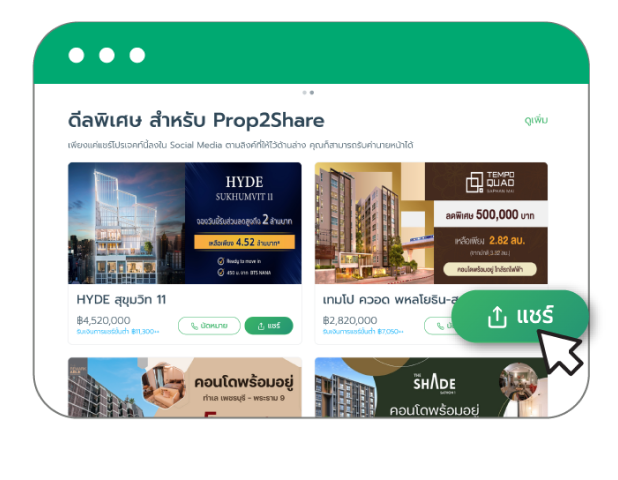 ดีลพิเศษ สำหรับ Prop2Share
ดูเพิ่ม
เพียงแค่แชร์โปรเจคท์นี้ลงใน Social Media ตามลิงค์ที่ให้ไว้ด้านล่าง คุณก็สามารถรับค่านายหน้าได้
HYDE
SUKHUMVIT 11
จองวันนี้รับส่วนลดสูงถึง 2 ล้านบาท
เหลือเพียง 4.52 ล้านบาท*
Ready to move in
450 ม. จาก BTS NANA
TEMPO
QUAD
ลดพิเศษ 500,000 บาท
เหลือเพียง 2.82 ลบ.
(จากปกติ 3.32 ลบ.)
คอนโดพร้อมอยู่ ใกล้รถไฟฟ้า
HYDE สุขุมวิท 11
฿4,520,000
รับเงินการแชร์ขั้นต่ำ ฿11,300++
นัดหมาย
แชร์
เทมโป ควอด พหลโยธิน-ส
฿2,820,000
รับเงินการแชร์ขั้นต่ำ ฿7,050++
แชร์
คอนโดพร้อมอยู่
ทำเล เพชรบุรี - พระราม 9
THE
SHADE
คอนโดพร้อมอยู่